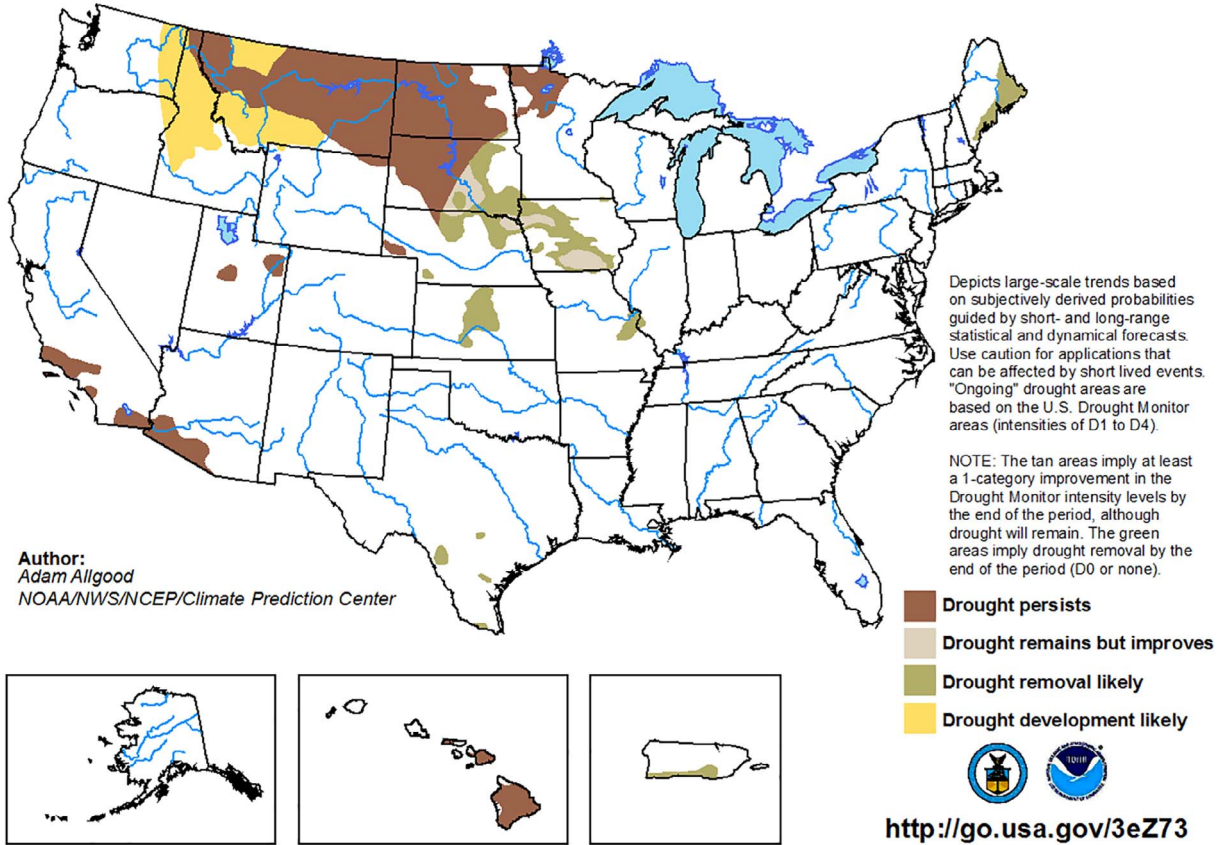 Depicts large-scale trends based
on subjectively derived probabilities
guided by short- and long-range
statistical and dynamical forecasts.
Use caution for applications that
can be affected by short lived events.
"Ongoing" drought areas are
based on the U.S. Drought Monitor
areas (intensities of D1 to D4).
NOTE: The tan areas imply at least
a 1-category improvement in the
Drought Monitor intensity levels by
the end of the period, although
drought will remain. The green
areas imply drought removal by the
end of the period (D0 or none).
Author:
Adam Allgood
NOAA/NWS/NCEP/Climate Prediction Center
Drought persists
Drought remains but improves
Drought removal likely
Drought development likely
http://go.usa.gov/3eZ73